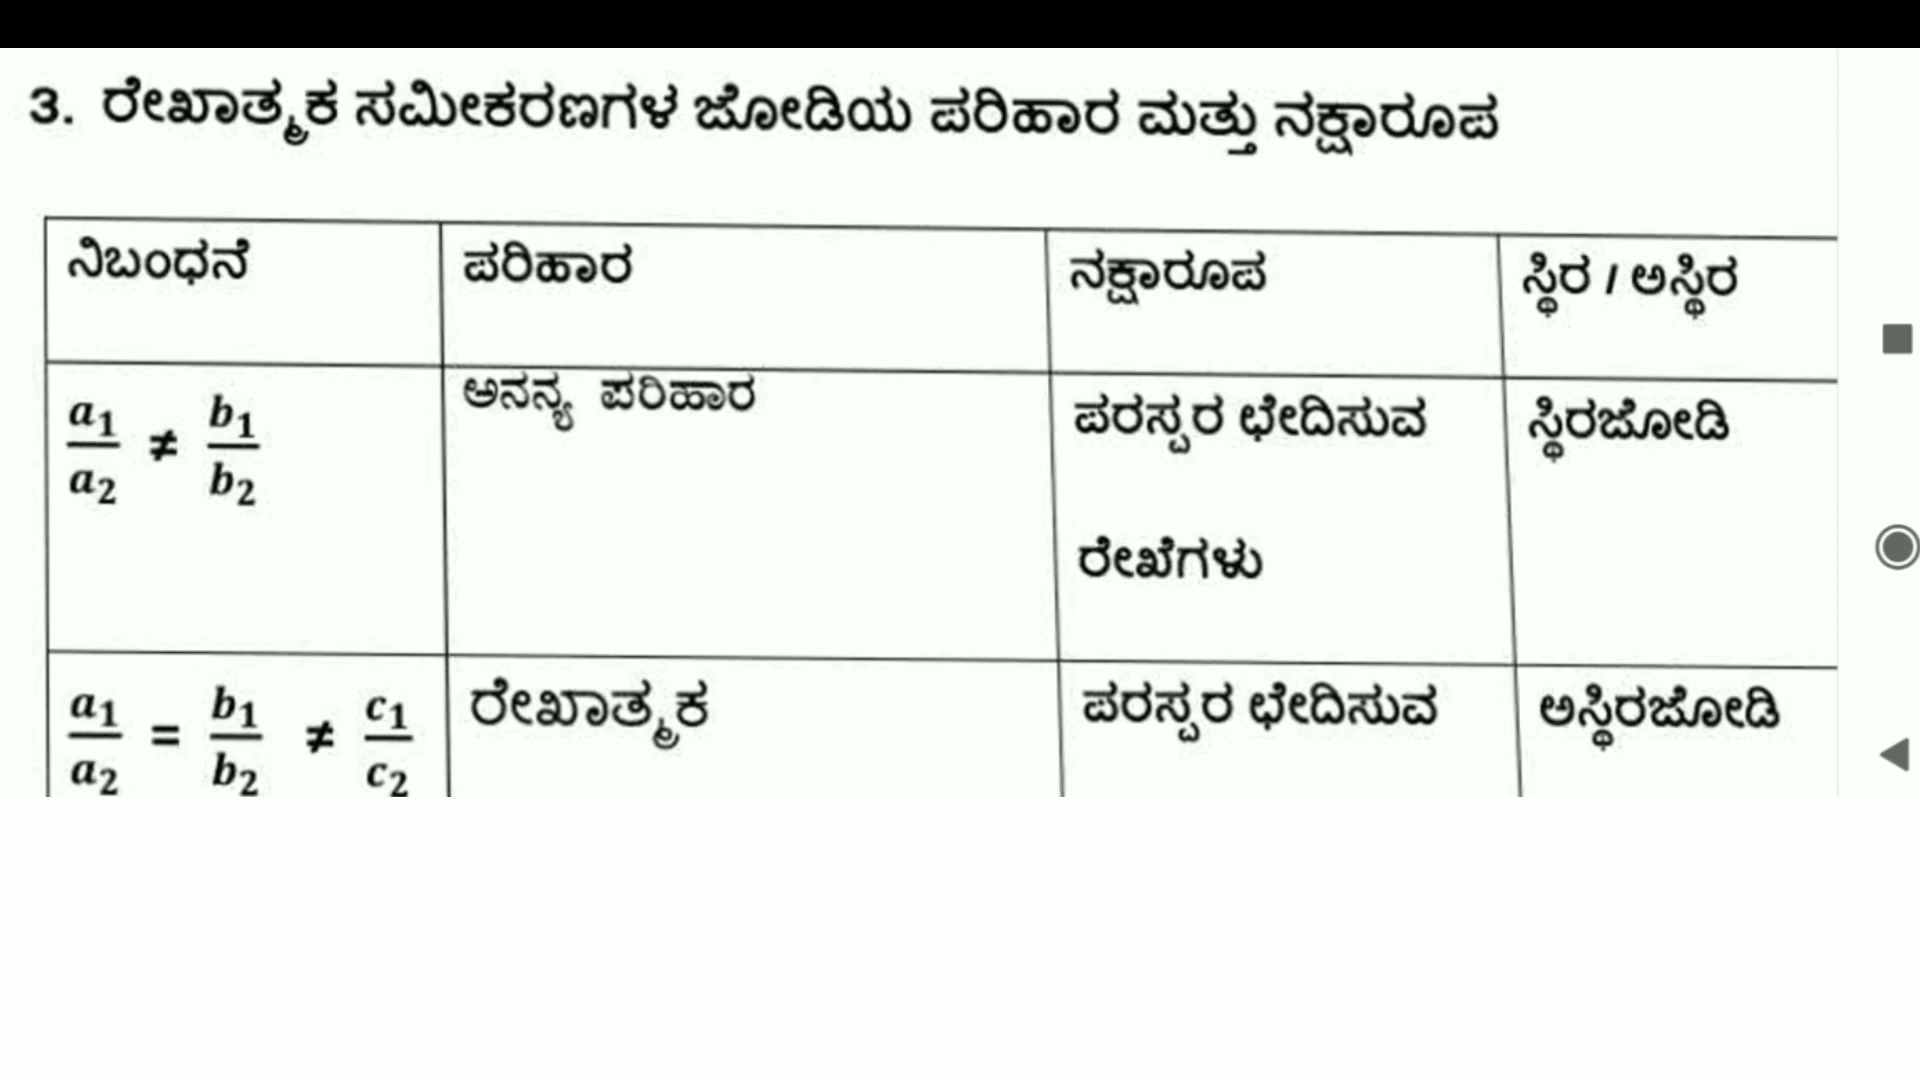 3. ರೇಖಾತ್ಮಕ ಸಮೀಕರಣಗಳ ಜೋಡಿಯ ಪರಿಹಾರ ಮತ್ತು ನಕ್ಷಾರೂಪ
ನಿಬಂಧನೆ ಪರಿಹಾರ ನಕ್ಷಾರೂಪ ಸ್ಥಿರ / ಅಸ್ಥಿರ
a1/a2 ≠ b1/b2 ಅನನ್ಯ ಪರಿಹಾರ ಪರಸ್ಪರ ಛೇದಿಸುವ ಸ್ಥಿರಜೋಡಿ
ರೇಖೆಗಳು
a1/a2 = b1/b2 ≠ c1/c2 ರೇಖಾತ್ಮಕ ಪರಸ್ಪರ ಛೇದಿಸುವ ಅಸ್ಥಿರಜೋಡಿ